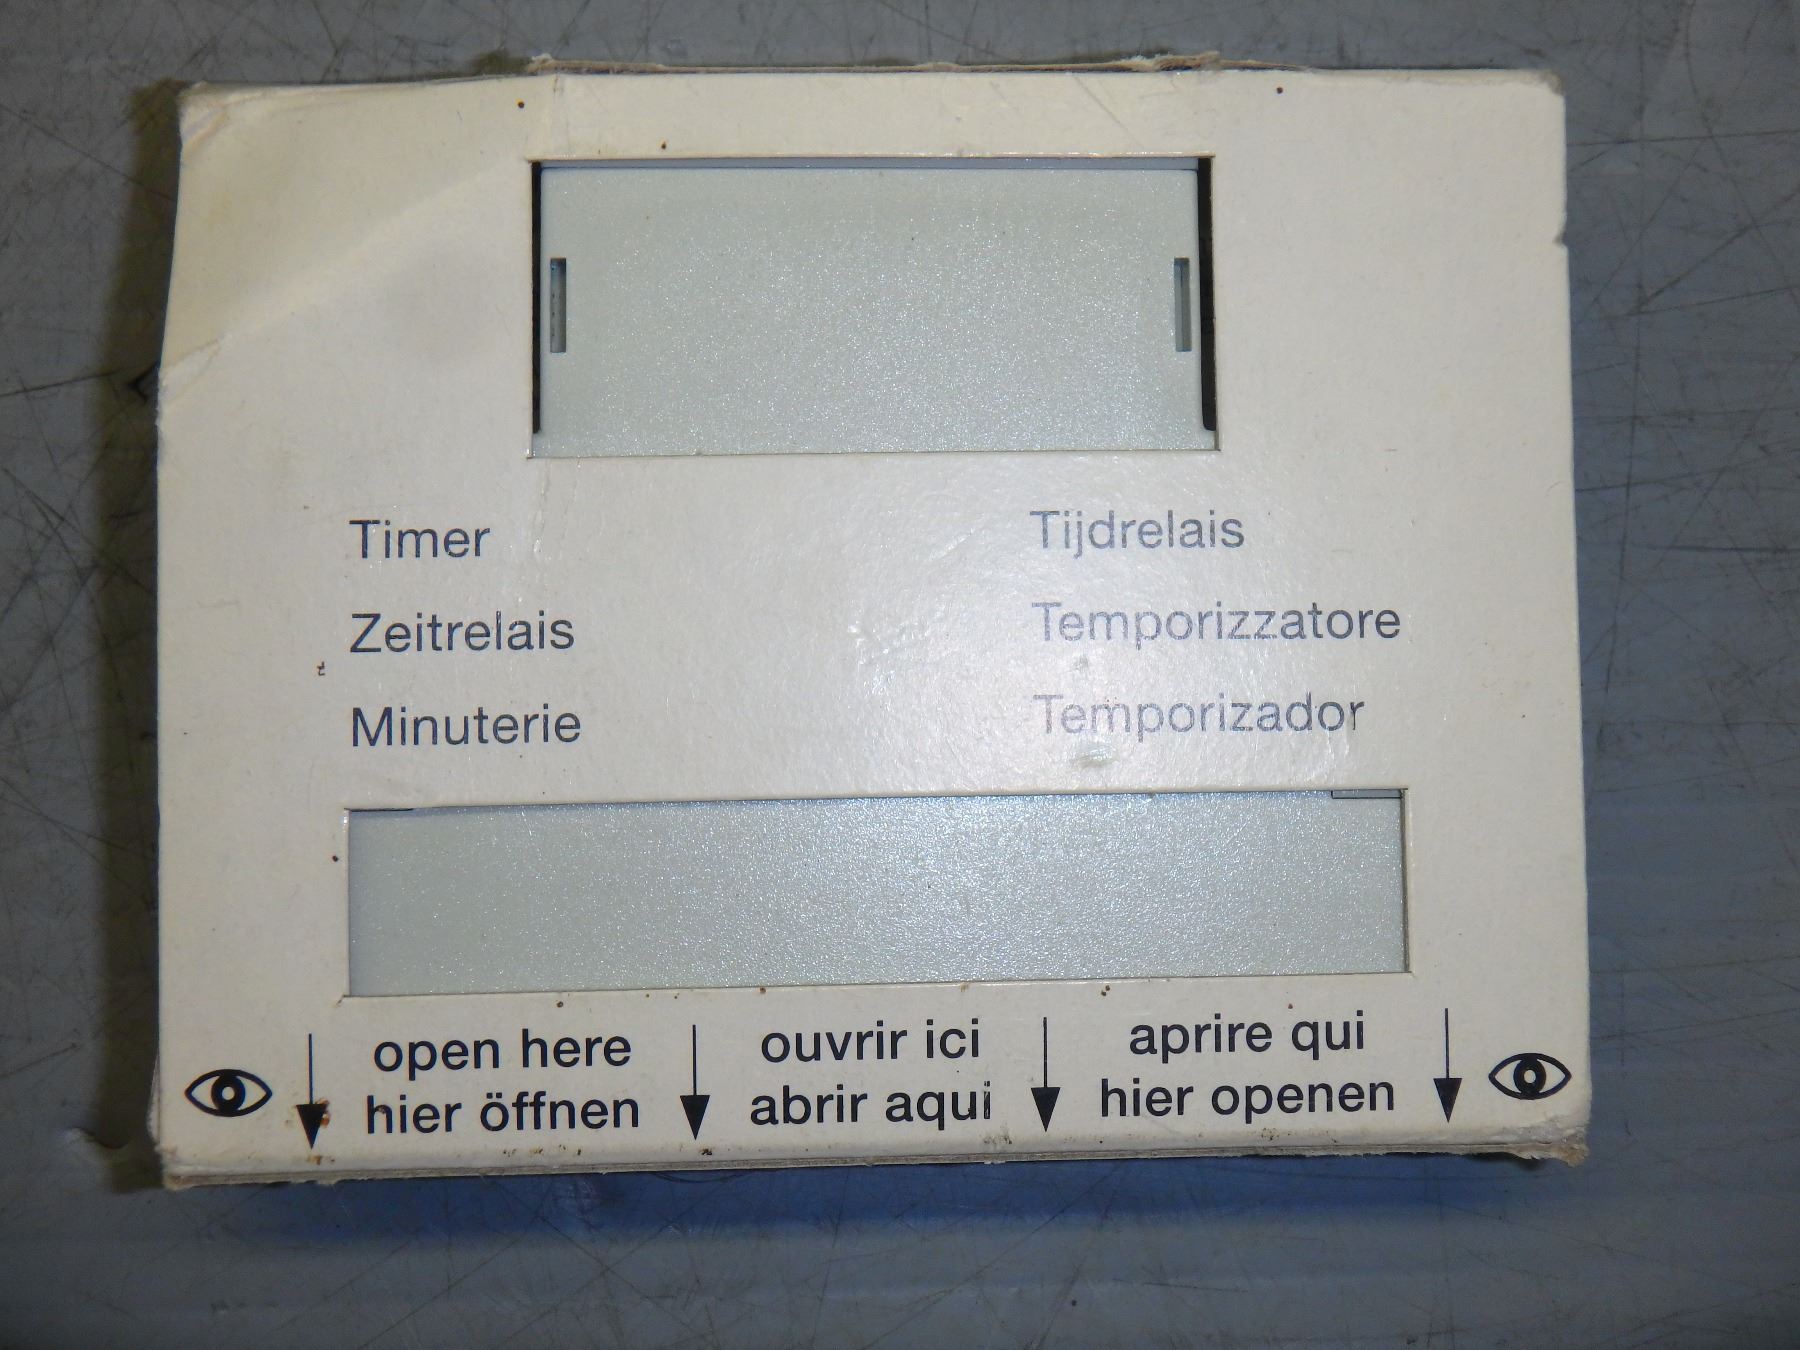 Timer
Zeitrelais
Minuterie
Tijdrelais
Temporizzatore
Temporizador
open here
hier öffnen
ouvrir ici
abrir aqui
aprire qui
hier openen